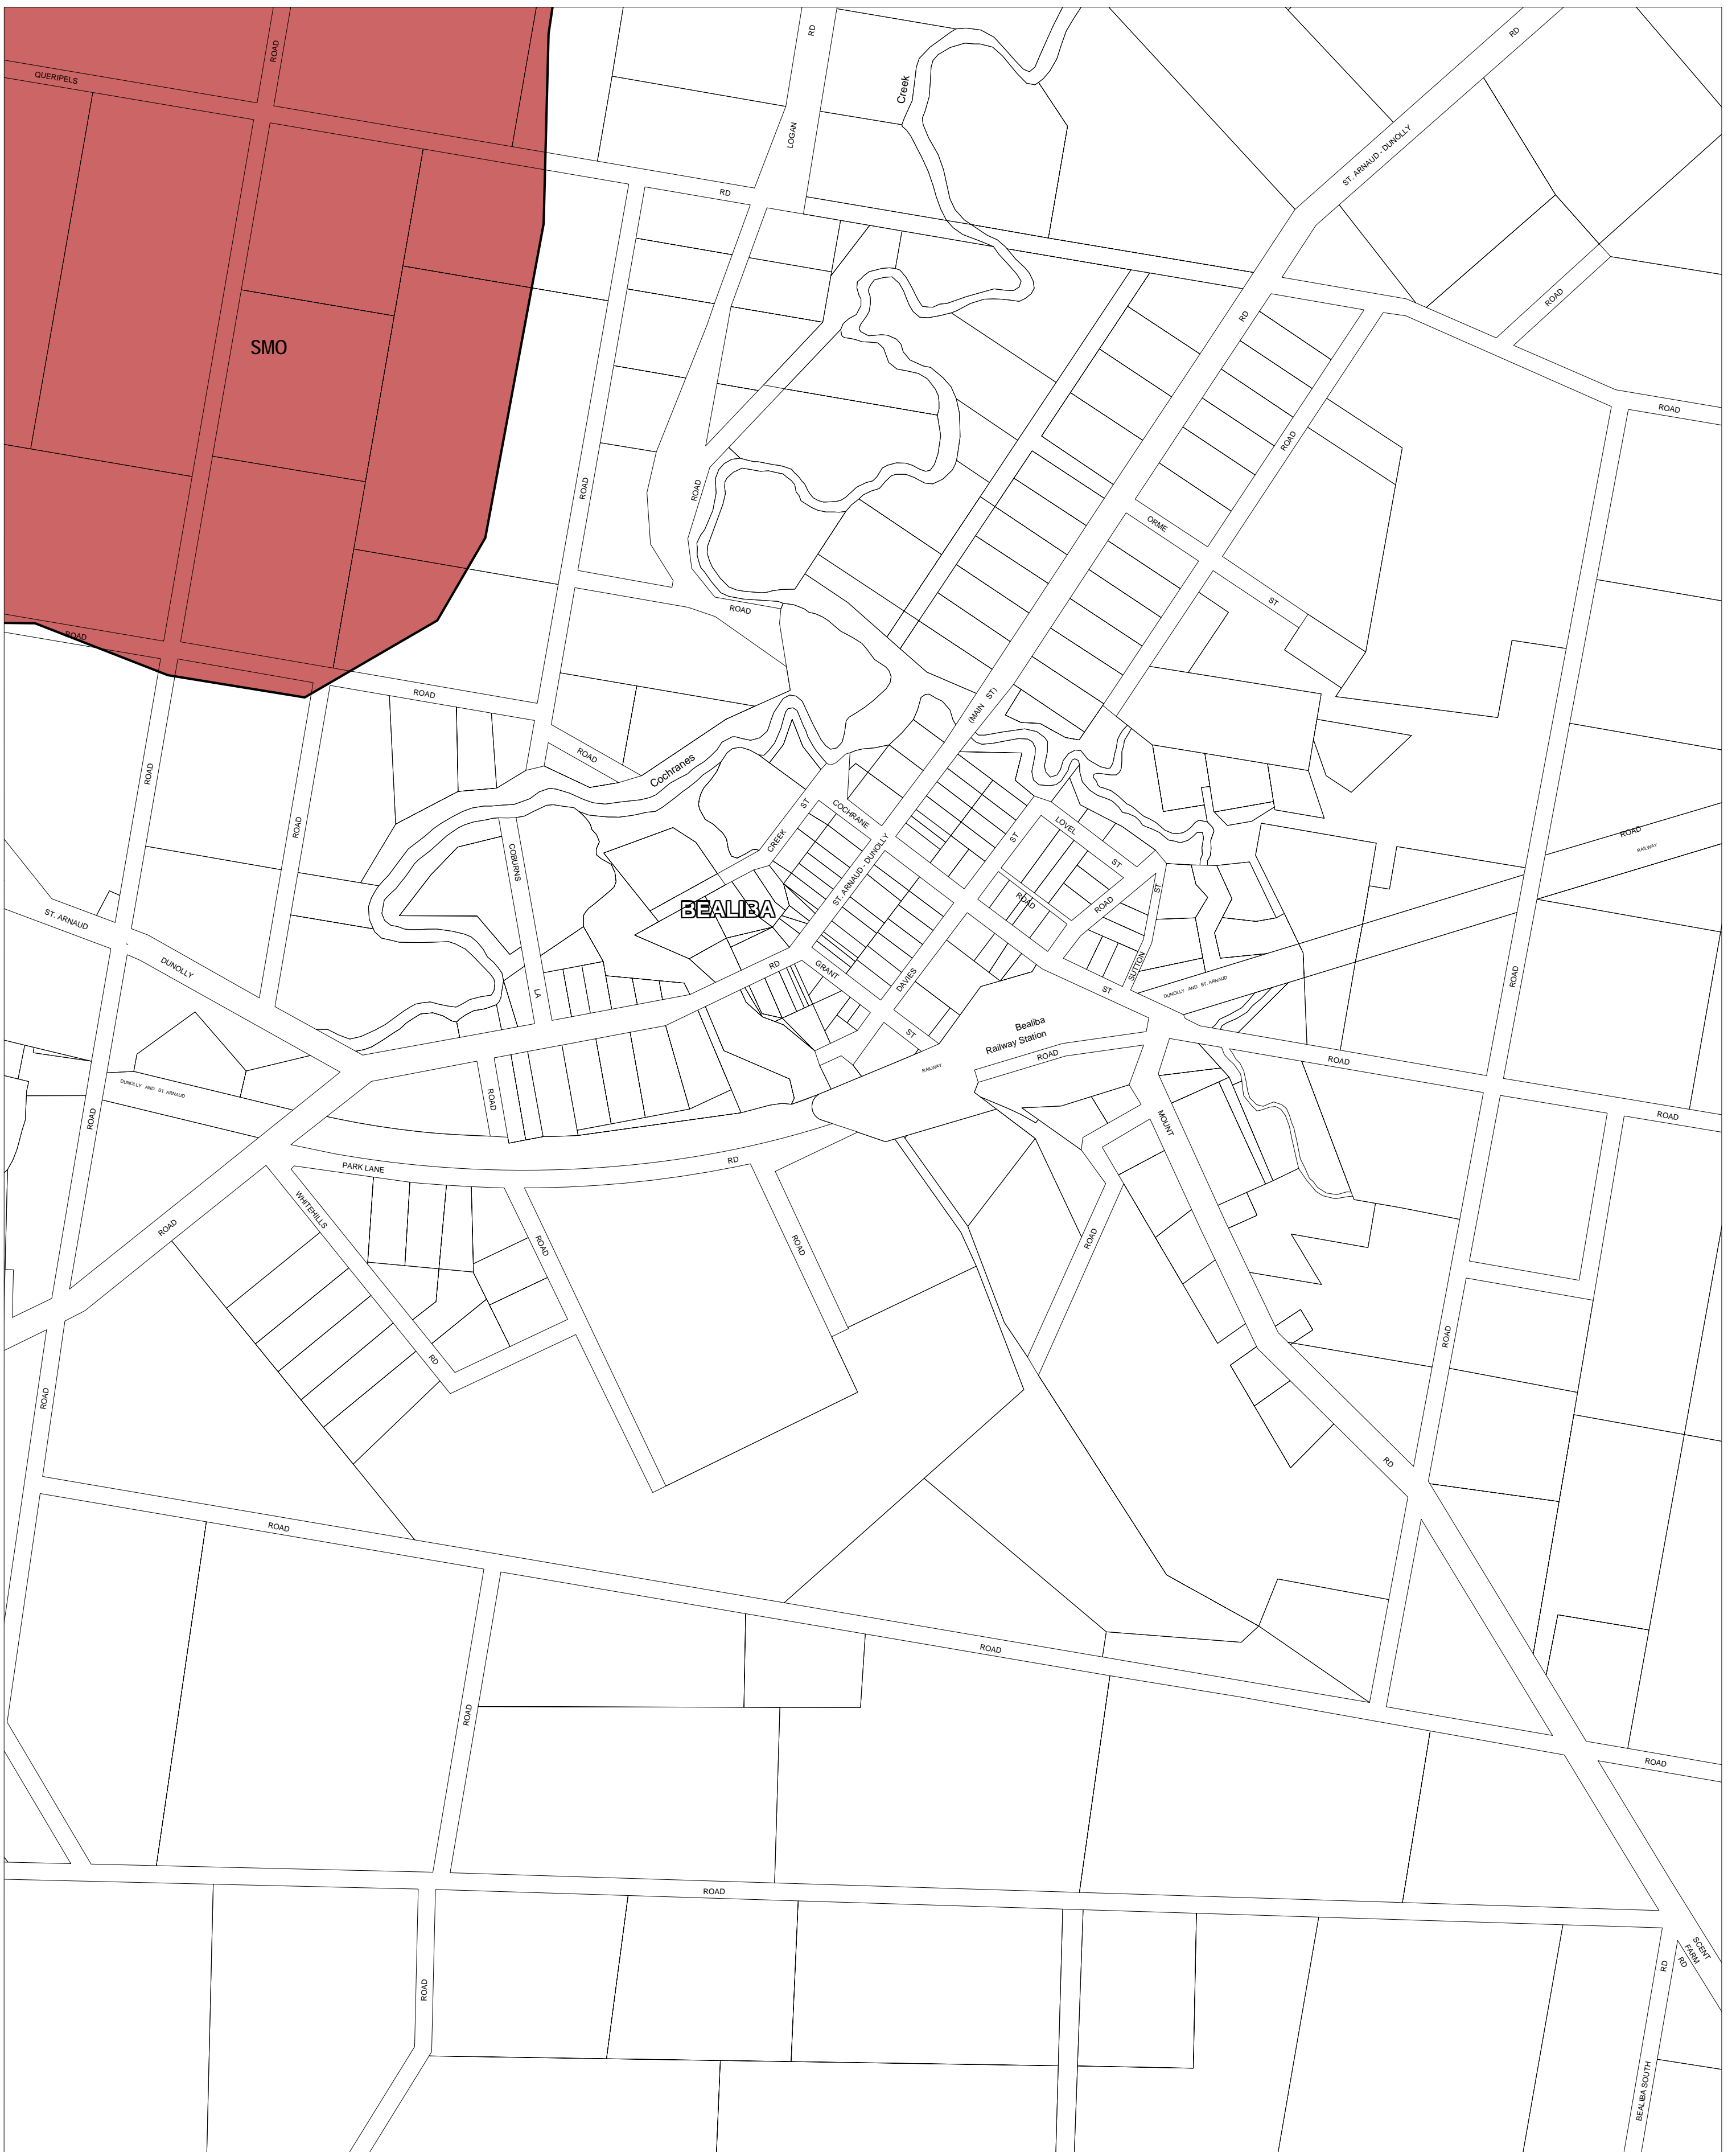 ROAD
RD
RD
QUERIPELS
Creek
LOGAN
ST. ARNAUD - DUNOLLY
RD
ROAD
RD
SMO
ROAD
ROAD
ROAD
ROAD
ORME
ST
ROAD
ROAD
ROAD
ROAD
(MAIN ST)
ROAD
Cochranes
ROAD
ST
COCHRANE
CREEK
ROAD
LOVEL
ST
ST
ROAD
RAILWAY
COBURNS
ST. ARNAUD - DUNOLLY
ST
ROAD
ROAD
BEALIBA
ST. ARNAUD
DUNOLLY
RD
GRANT
DAVIES
SUTTON
ROAD
LA
ST
DUNOLLY AND ST. ARNAUD
Bealiba
Railway Station
ST
ROAD
RAILWAY
ROAD
DUNOLLY AND ST. ARNAUD
ROAD
ROAD
MOUNT
ROAD
PARK LANE
RD
WHITEHILLS
ROAD
ROAD
ROAD
ROAD
RD
ROAD
ROAD
RD
ROAD
ROAD
ROAD
ROAD
ROAD
ROAD
SCENT
FARM
RD
RD
BEALIBA SOUTH